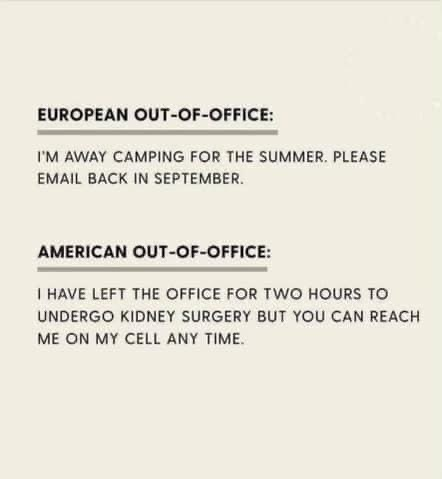 EUROPEAN OUT-OF-OFFICE:
I'M AWAY CAMPING FOR THE SUMMER. PLEASE
EMAIL BACK IN SEPTEMBER.
AMERICAN OUT-OF-OFFICE:
I HAVE LEFT THE OFFICE FOR TWO HOURS TO
UNDERGO KIDNEY SURGERY BUT YOU CAN REACH
ME ON MY CELL ANY TIME.